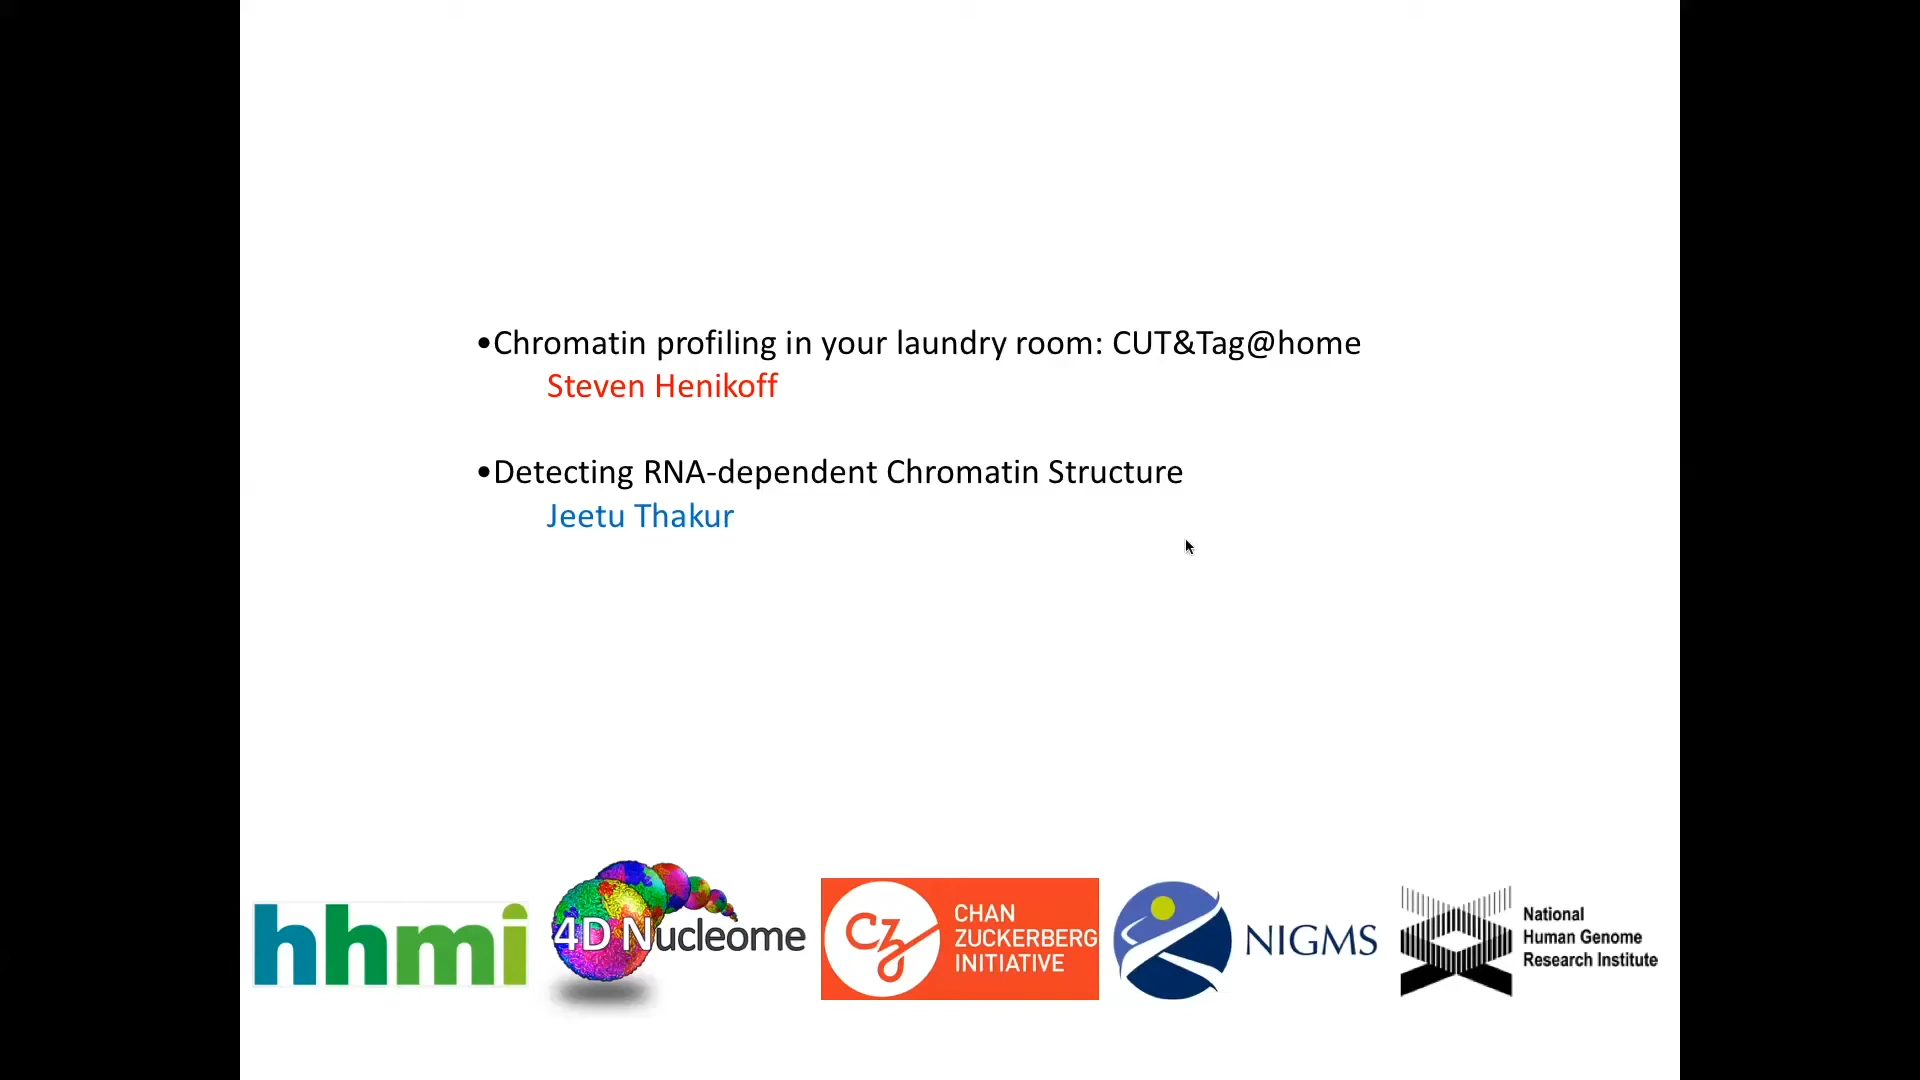 •Chromatin profiling in your laundry room: CUT&Tag@home
Steven Henikoff
•Detecting RNA-dependent Chromatin Structure
Jeetu Thakur
hhmi
4D Nucleome
CZI
CHAN
ZUCKERBERG
INITIATIVE
NIGMS
National
Human Genome
Research Institute